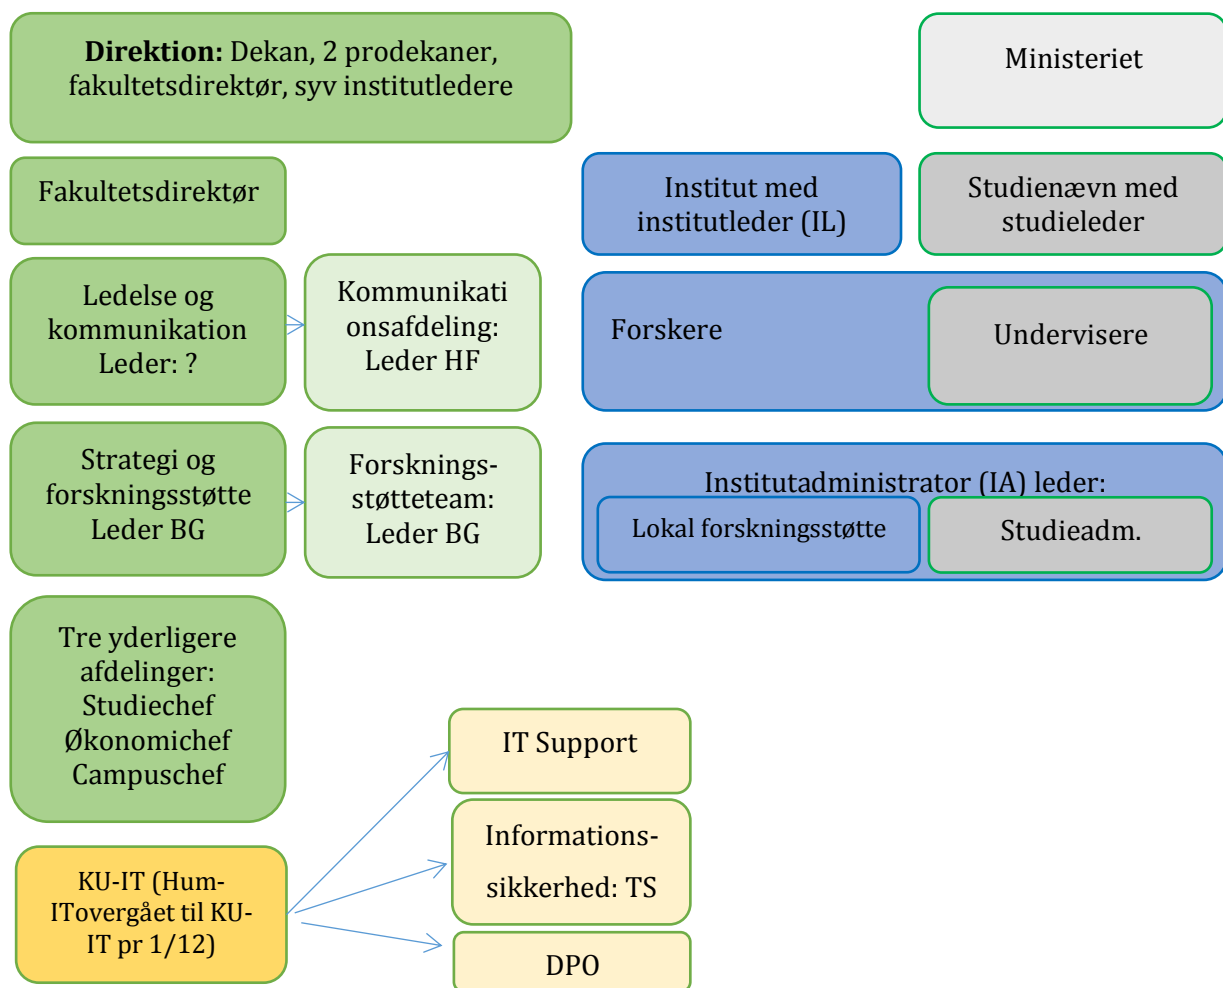 Direktion: Dekan, 2 prodekaner,
fakultetsdirektør, syv institutledere
Ministeriet
Fakultetsdirektør
Institut med
institutleder (IL)
Studienævn med
studieleder
Ledelse og
kommunikation
Leder: ?
Kommunikati
onsafdeling:
Leder HF
Forskere
Undervisere
Strategi og
forskningsstøtte
Leder BG
Forsknings-
støtteteam:
Leder BG
Institutadministrator (IA) leder:
Lokal forskningsstøtte
Studieadm.
Tre yderligere
afdelinger:
Studiechef
Økonomichef
Campuschef
IT Support
Informations-
sikkerhed: TS
KU-IT (Hum-
ITovergået til KU-
IT pr 1/12)
DPO